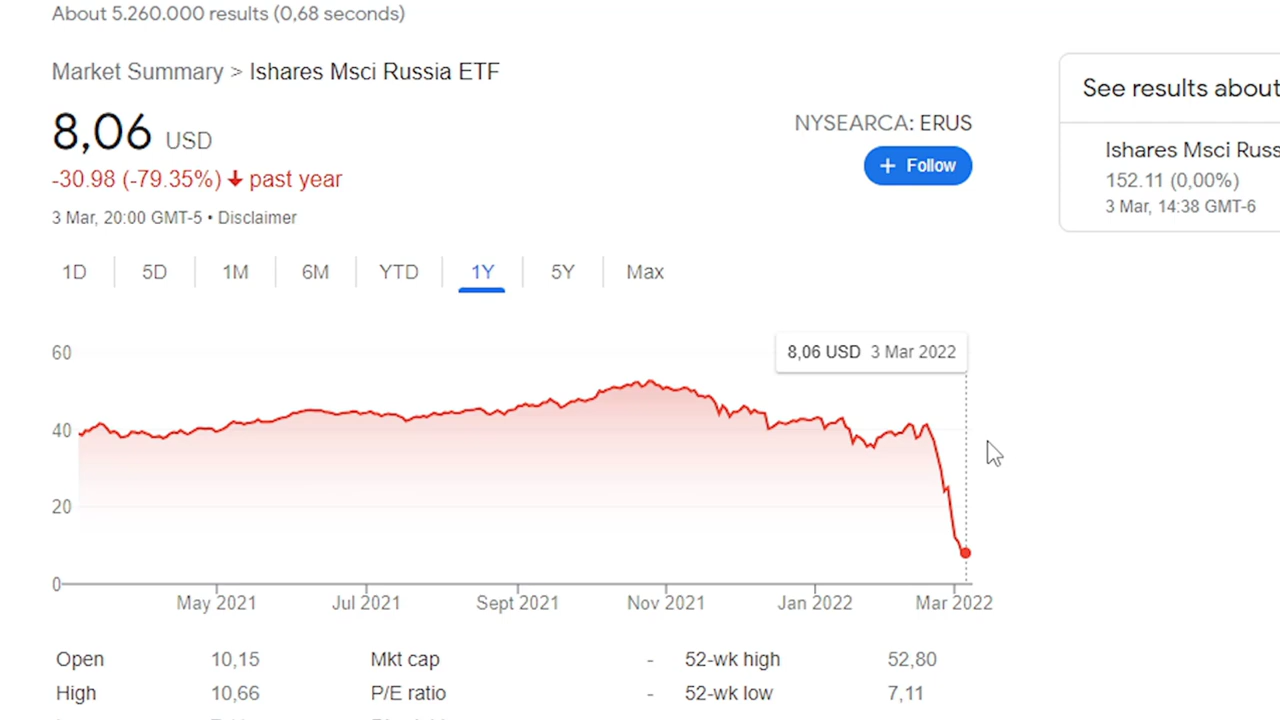 About 5.260.000 results (0,68 seconds)
Market Summary > Ishares Msci Russia ETF
8,06 USD
-30.98 (-79.35%) past year
3 Mar, 20:00 GMT-5 • Disclaimer
NYSEARCA: ERUS
+ Follow
See results about
Ishares Msci Russ
152.11 (0,00%)
3 Mar, 14:38 GMT-6
1D 5D 1M 6M YTD 1Y 5Y Max
8,06 USD 3 Mar 2022
60
40
20
0
May 2021 Jul 2021 Sept 2021 Nov 2021 Jan 2022 Mar 2022
Open 10,15 Mkt cap - 52-wk high 52,80
High 10,66 P/E ratio - 52-wk low 7,11